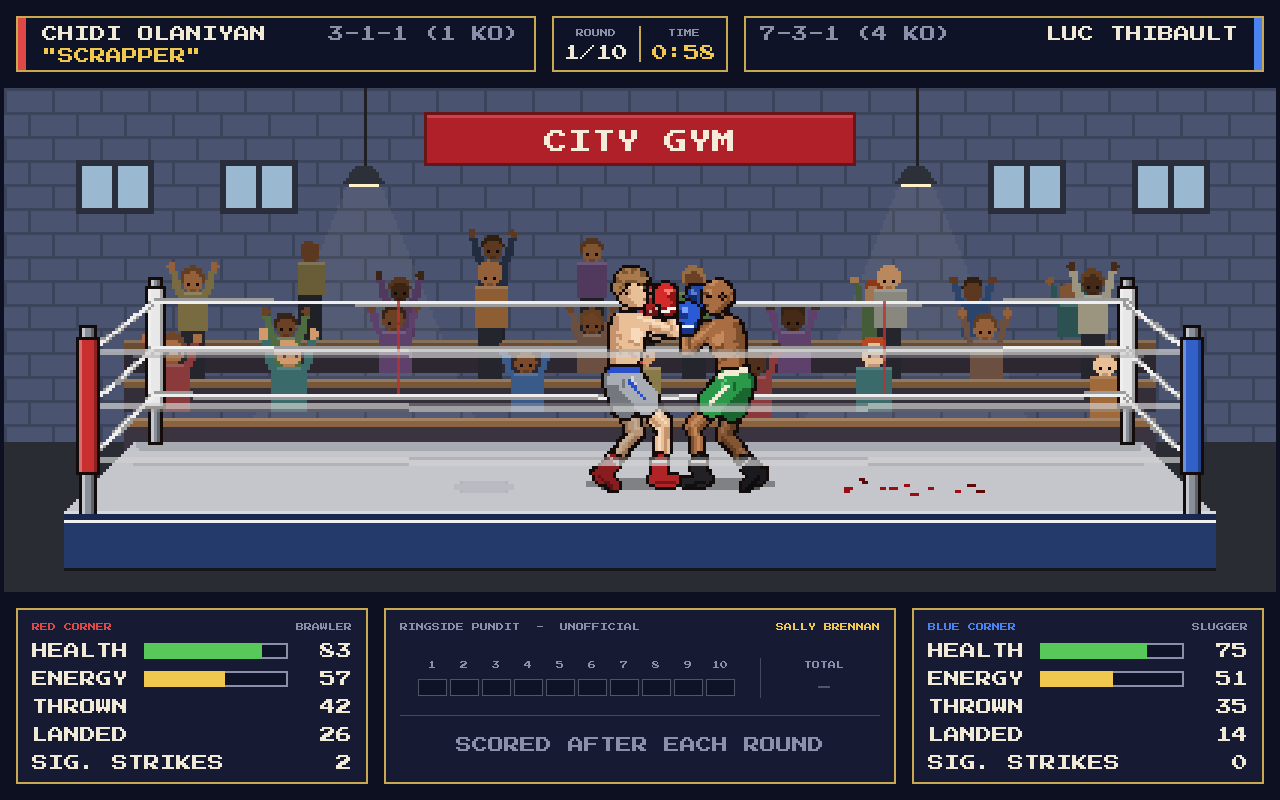 CHIDI OLANIYAN 3-1-1 (1 KO)
"SCRAPPER"
ROUND TIME
1/10 0:58
7-3-1 (4 KO) LUC THIBAULT
CITY GYM
RED CORNER BRAWLER
HEALTH 83
ENERGY 57
THROWN 42
LANDED 26
SIG. STRIKES 2
RINGSIDE PUNDIT - UNOFFICIAL SALLY BRENNAN
1 2 3 4 5 6 7 8 9 10 TOTAL
—
SCORED AFTER EACH ROUND
BLUE CORNER SLUGGER
HEALTH 75
ENERGY 51
THROWN 35
LANDED 14
SIG. STRIKES 0